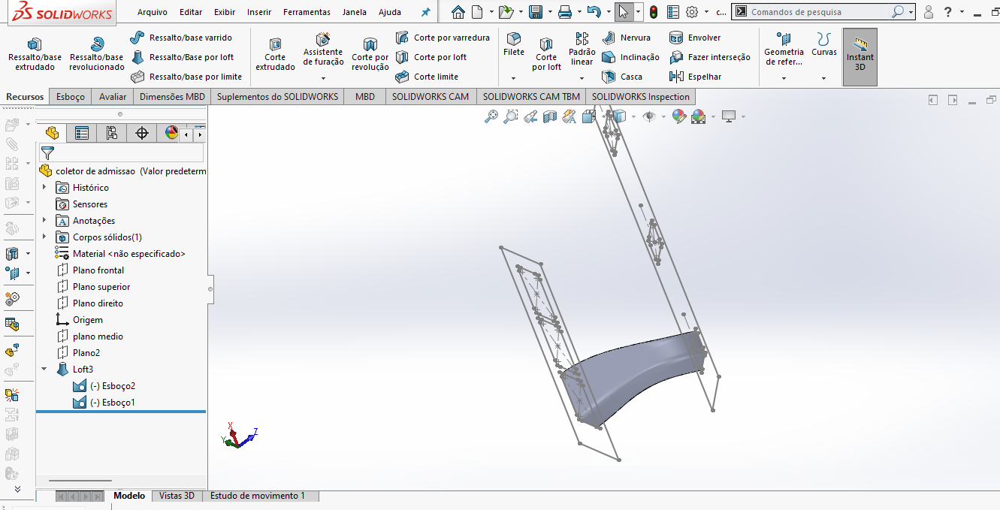 SOLIDWORKS Arquivo Editar Exibir Inserir Ferramentas Janela Ajuda c... Comandos de pesquisa ?
Ressalto/base extrudado
Ressalto/base revolucionado
Ressalto/base varrido
Ressalto/Base por loft
Ressalto/base por limite
Corte extrudado
Assistente de furação
Corte por revolução
Corte por varredura
Corte por loft
Corte limite
Filete
Corte por loft
Padrão linear
Nervura
Inclinação
Casca
Envolver
Fazer interseção
Espelhar
Geometria de refer...
Curvas
Instant 3D
Recursos Esboço Avaliar Dimensões MBD Suplementos do SOLIDWORKS MBD SOLIDWORKS CAM SOLIDWORKS CAM TBM SOLIDWORKS Inspection
coletor de admissao (Valor predeterm
Histórico
Sensores
Anotações
Corpos sólidos(1)
Material <não especificado>
Plano frontal
Plano superior
Plano direito
Origem
plano medio
Plano2
Loft3
(-) Esboço2
(-) Esboço1
X
Y
Z
Modelo Vistas 3D Estudo de movimento 1